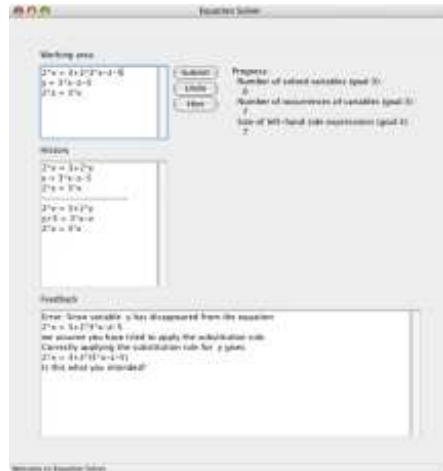 Equation Solver
Working area
2*x = 3+2*3*x-z-5
y = 3*x-z-5
2*z = 3*x
Submit
Undo
Hint
Progress:
Number of solved variables (goal 3):
0
Number of occurrences of variables (goal 3):
7
Size of left-hand side expressions (goal 3):
History
2*x = 3+2*y
2*z = 3*x
2*x = 3+2*y
y+5 = 3*x-z
2*z = 3*x
Feedback
Error: Since variable y has disappeared from the equation
2*x = 3+2*3*x-z-5
we assume you have tried to apply the substitution rule.
Correctly applying the substitution rule for y gives
2*x = 3+2*(3*x-z-5)
Is this what you intended?
Welcome to Equation Solver